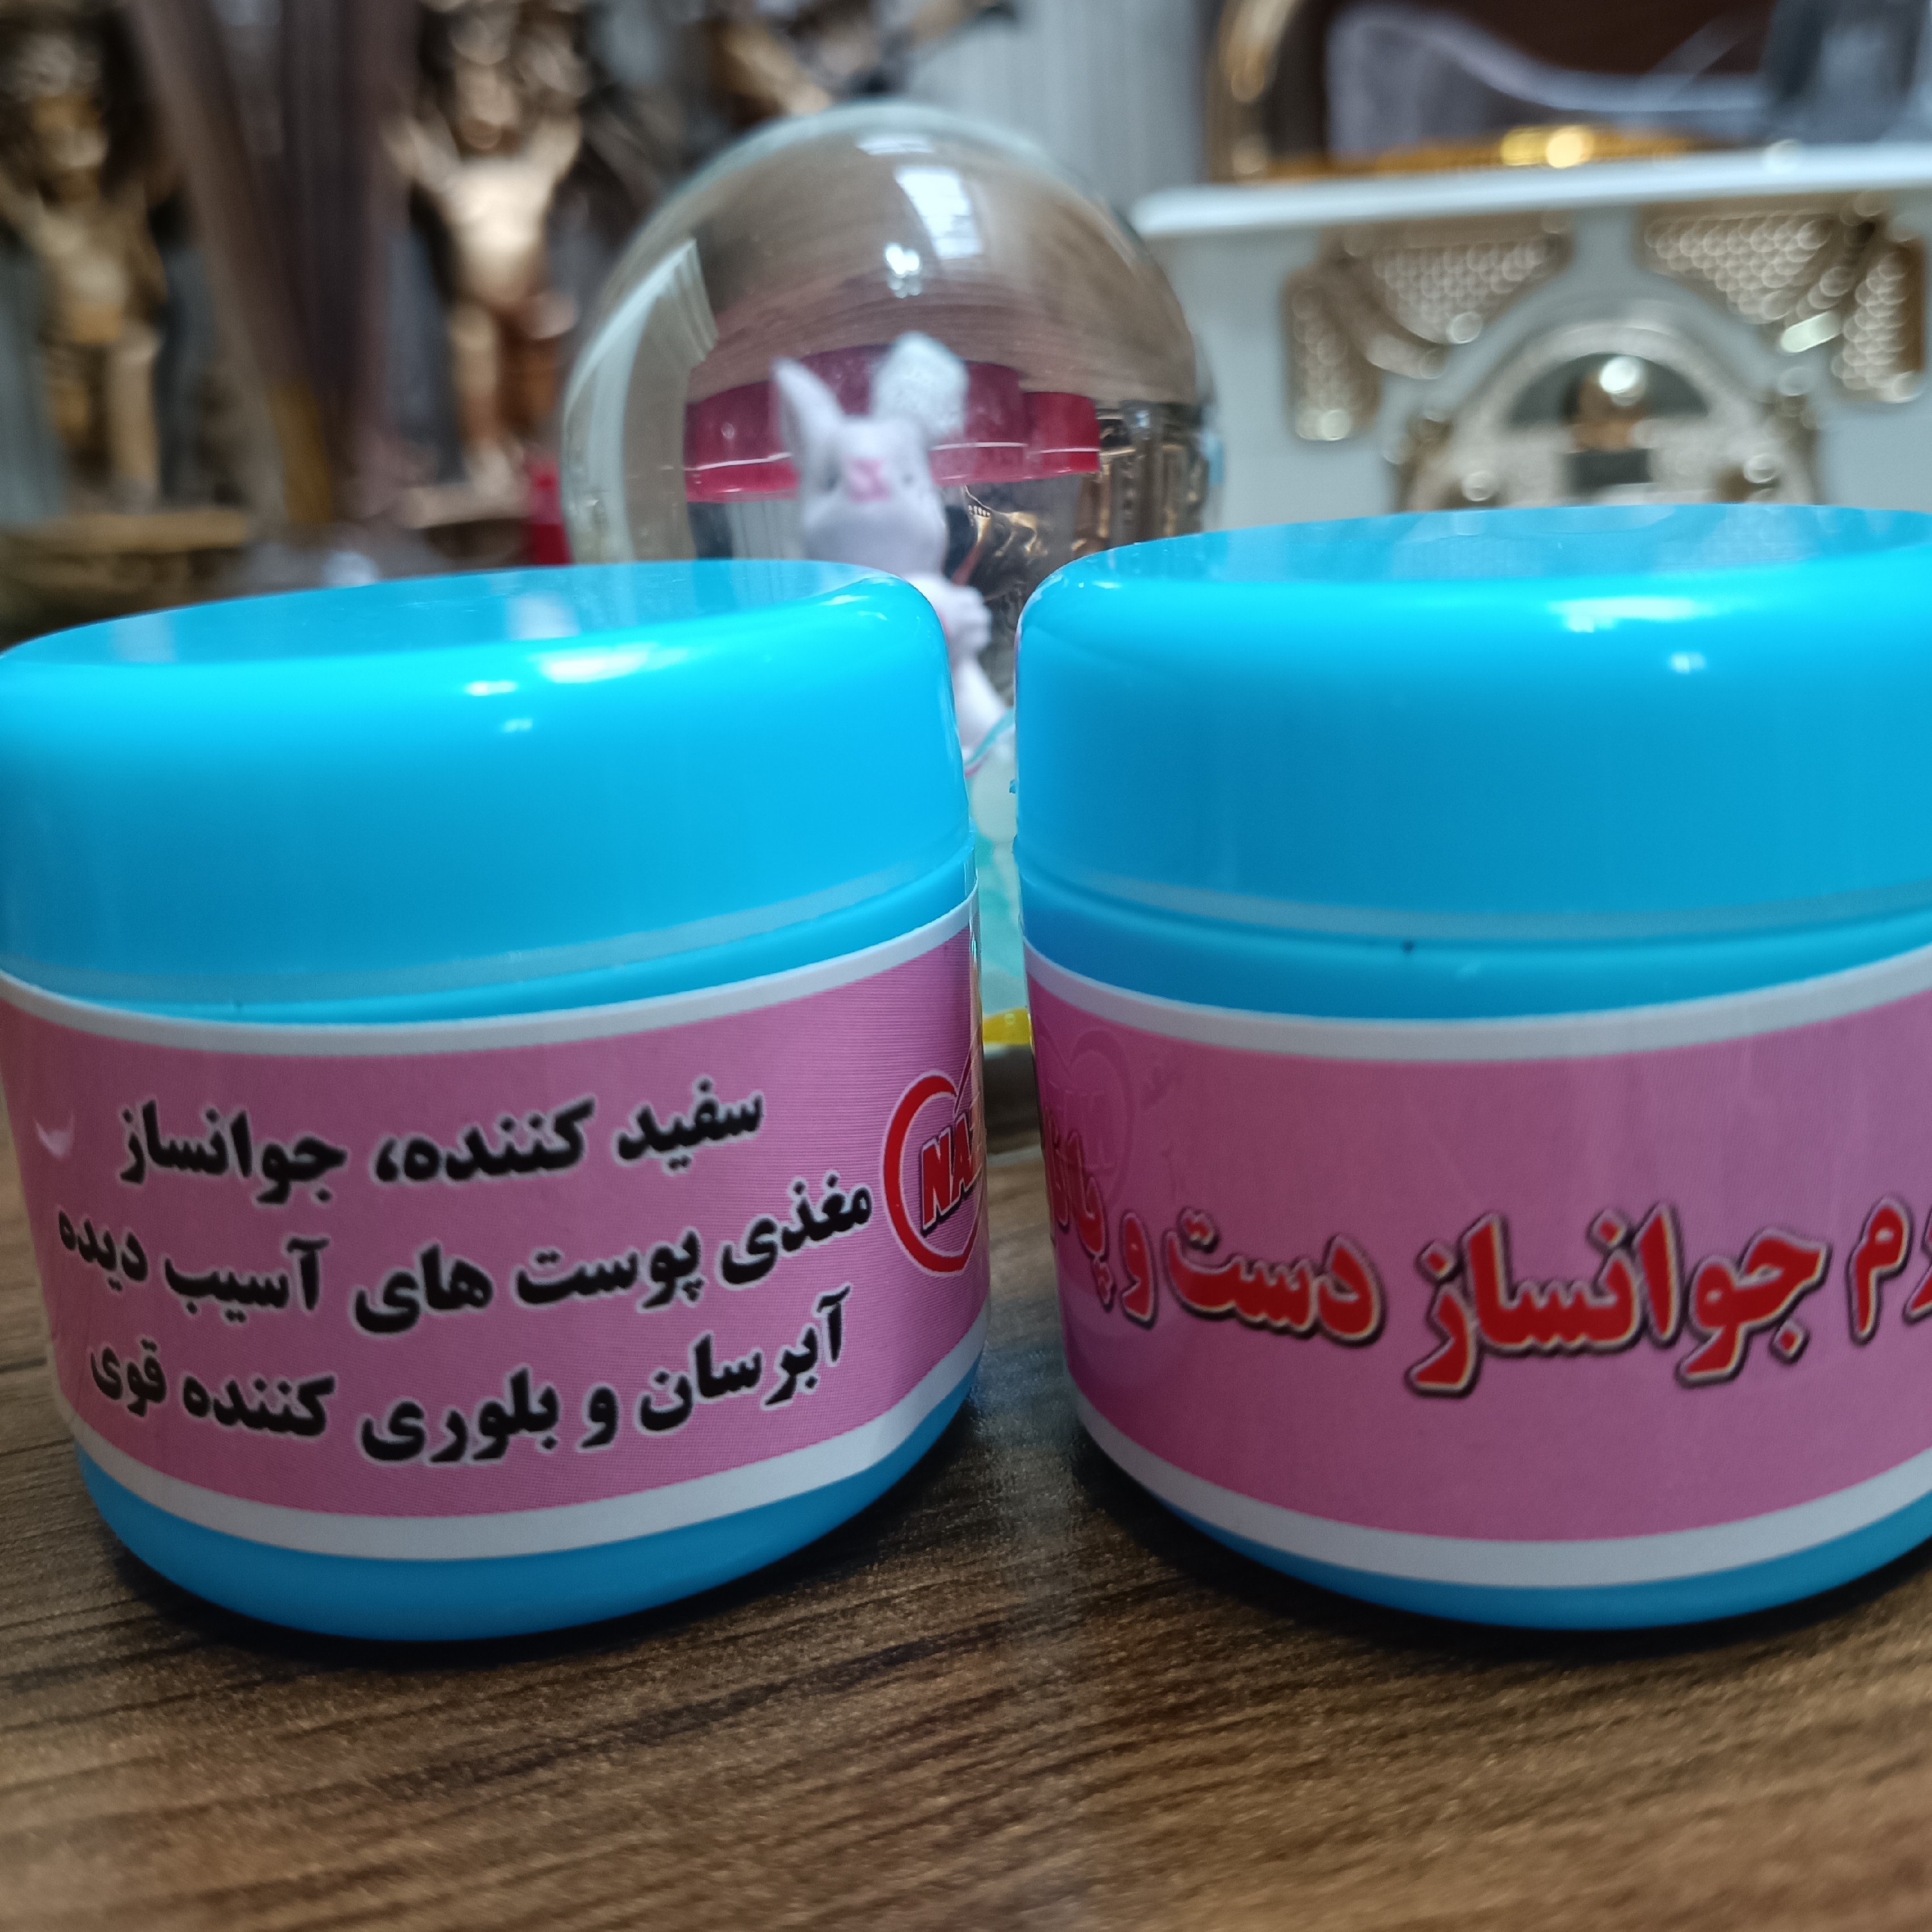 سفید کننده، جوانساز
مغذی پوست های آسیب دیده
آبرسان و بلوری کننده قوی
جوانساز دست و پا